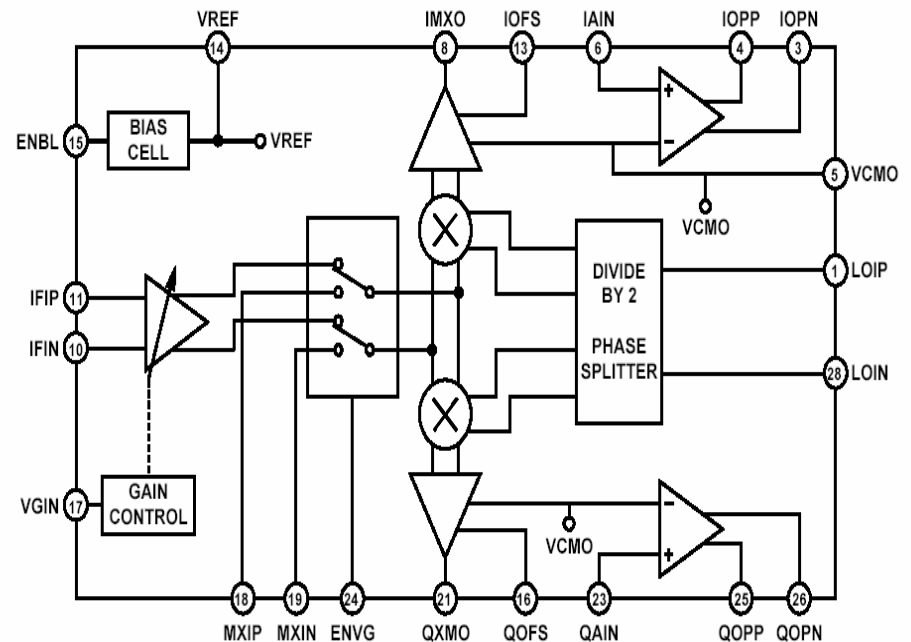 VREF IMXO IOFS IAIN IOPP IOPN
14 8 13 6 4 3
ENBL 15 BIAS CELL VREF
+
−
5 VCMO
VCMO
DIVIDE
BY 2
PHASE
SPLITTER
1 LOIP
IFIP 11
IFIN 10
28 LOIN
VGIN 17 GAIN CONTROL
VCMO
−
+
18 19 24 21 16 23 25 26
MXIP MXIN ENVG QXMO QOFS QAIN QOPP QOPN